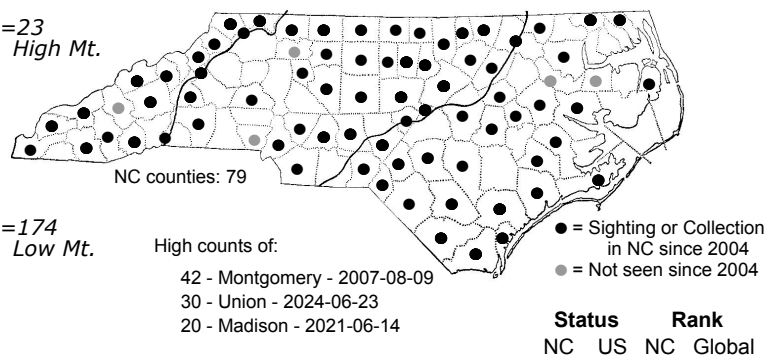 =23
High Mt.
NC counties: 79
=174
Low Mt.
High counts of:
42 - Montgomery - 2007-08-09
30 - Union - 2024-06-23
20 - Madison - 2021-06-14
● = Sighting or Collection
in NC since 2004
● = Not seen since 2004
Status Rank
NC US NC Global